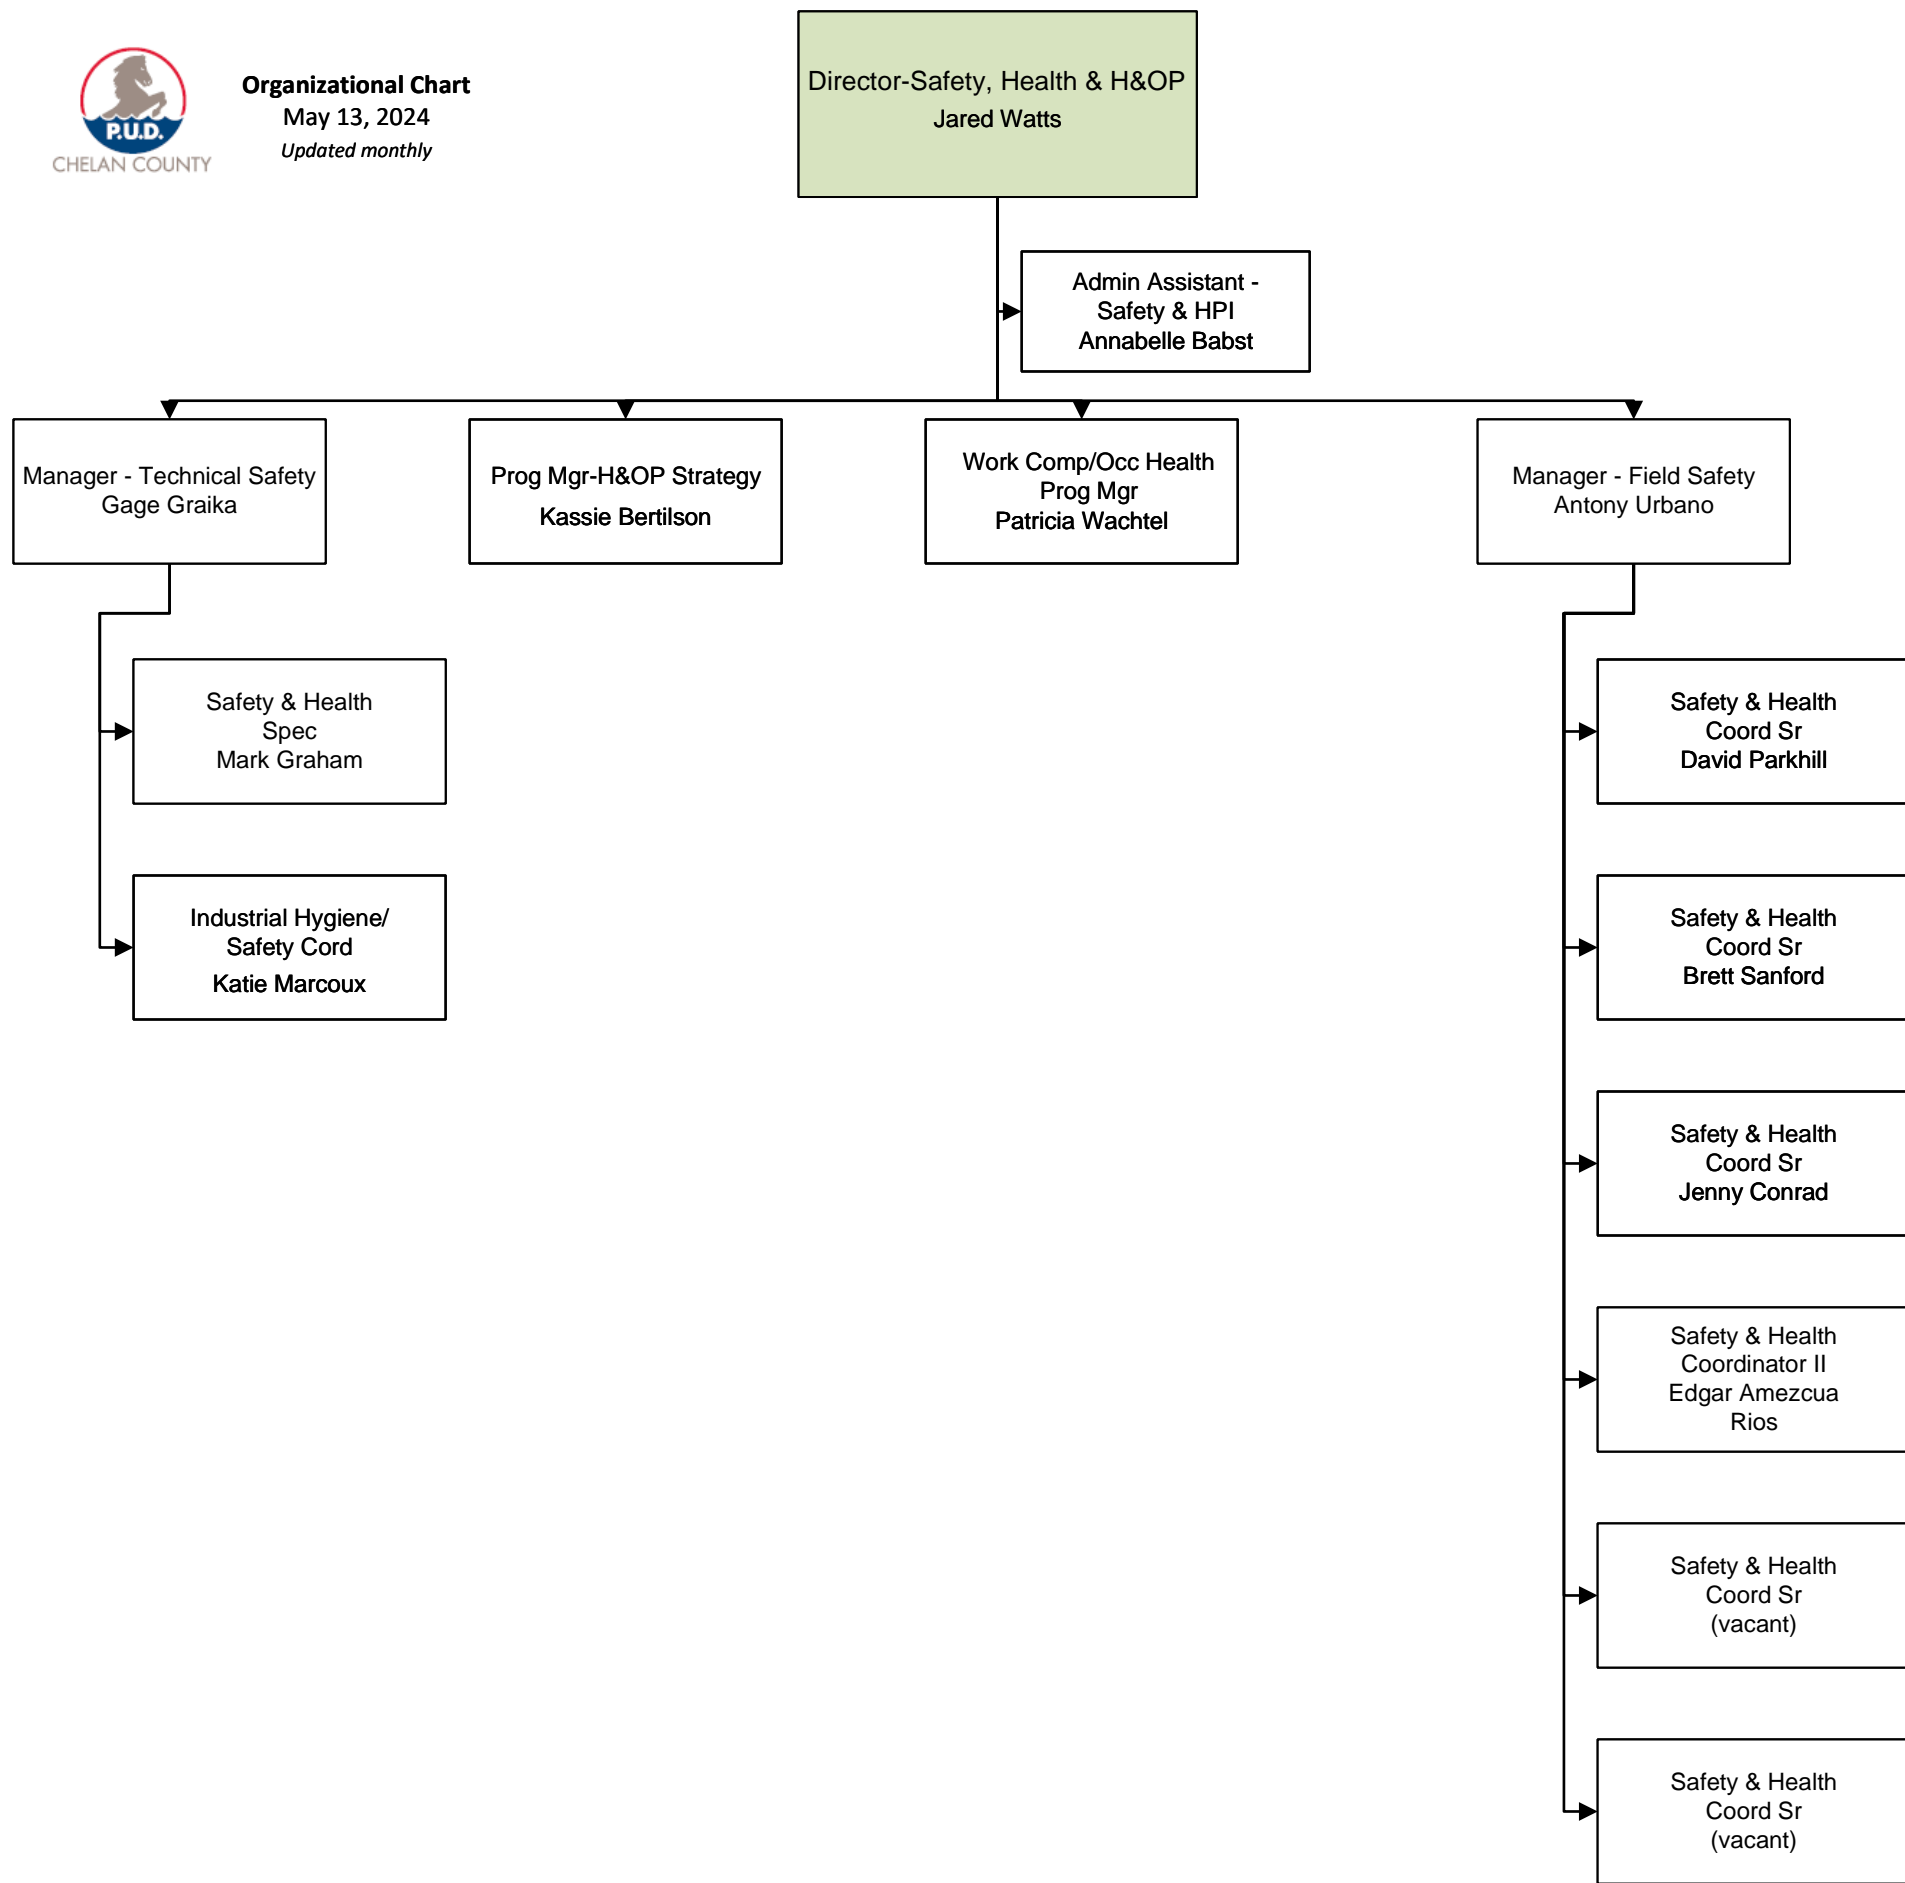 P.U.D.
CHELAN COUNTY
Organizational Chart
May 13, 2024
Updated monthly
Director-Safety, Health & H&OP
Jared Watts
Admin Assistant -
Safety & HPI
Annabelle Babst
Manager - Technical Safety
Gage Graika
Prog Mgr-H&OP Strategy
Kassie Bertilson
Work Comp/Occ Health
Prog Mgr
Patricia Wachtel
Manager - Field Safety
Antony Urbano
Safety & Health
Spec
Mark Graham
Industrial Hygiene/
Safety Cord
Katie Marcoux
Safety & Health
Coord Sr
David Parkhill
Safety & Health
Coord Sr
Brett Sanford
Safety & Health
Coord Sr
Jenny Conrad
Safety & Health
Coordinator II
Edgar Amezcua
Rios
Safety & Health
Coord Sr
(vacant)
Safety & Health
Coord Sr
(vacant)